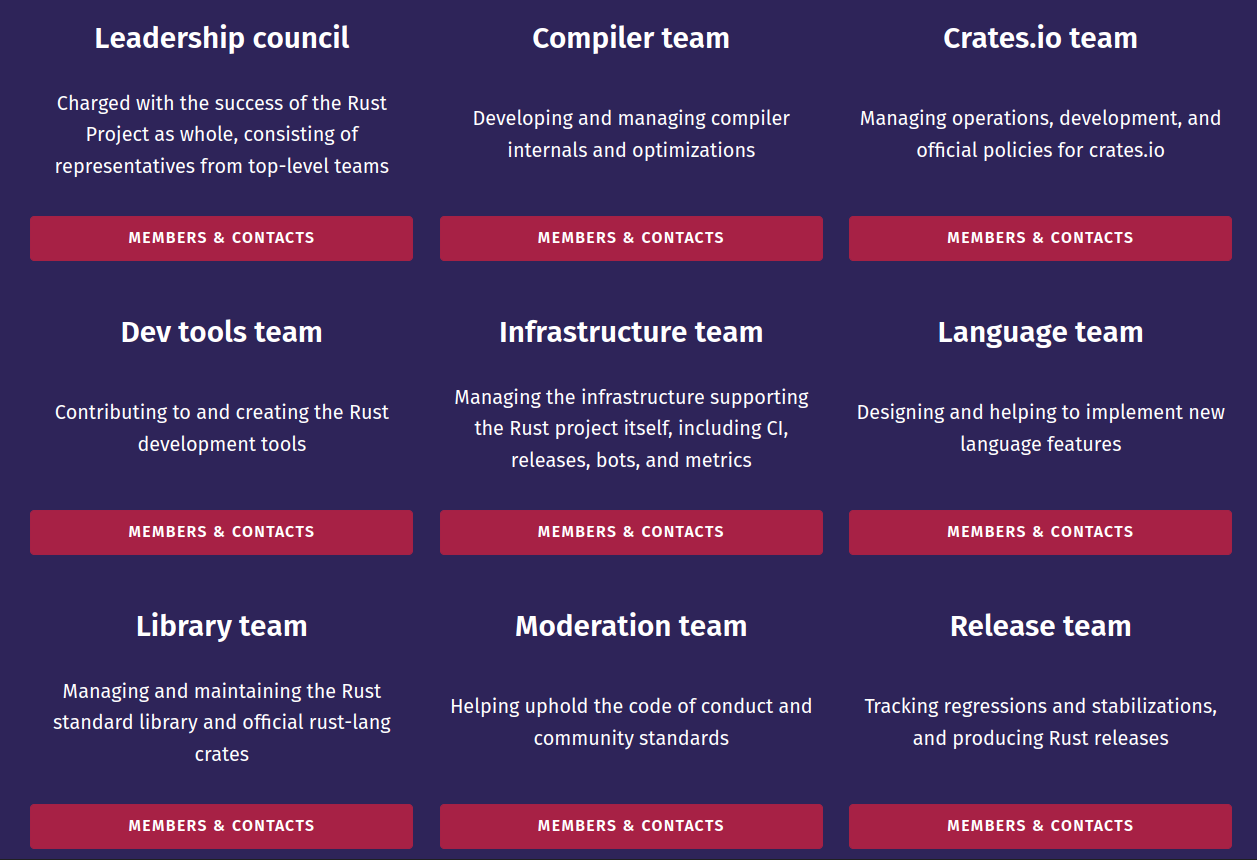 Leadership council
Charged with the success of the Rust
Project as whole, consisting of
representatives from top-level teams
MEMBERS & CONTACTS
Compiler team
Developing and managing compiler
internals and optimizations
MEMBERS & CONTACTS
Crates.io team
Managing operations, development, and
official policies for crates.io
MEMBERS & CONTACTS
Dev tools team
Contributing to and creating the Rust
development tools
MEMBERS & CONTACTS
Infrastructure team
Managing the infrastructure supporting
the Rust project itself, including CI,
releases, bots, and metrics
MEMBERS & CONTACTS
Language team
Designing and helping to implement new
language features
MEMBERS & CONTACTS
Library team
Managing and maintaining the Rust
standard library and official rust-lang
crates
MEMBERS & CONTACTS
Moderation team
Helping uphold the code of conduct and
community standards
MEMBERS & CONTACTS
Release team
Tracking regressions and stabilizations,
and producing Rust releases
MEMBERS & CONTACTS